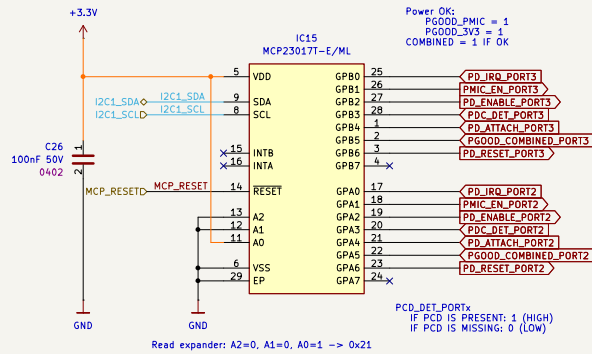 +3.3V
Power OK:
PGOOD_PMIC = 1
PGOOD_3V3 = 1
COMBINED = 1 IF OK
IC15
MCP23017T-E/ML
5 VDD GPB0 25 PD_IRQ_PORT3
GPB1 26 PMIC_EN_PORT3
I2C1_SDA I2C1_SDA 9 SDA GPB2 27 PD_ENABLE_PORT3
I2C1_SCL I2C1_SCL 8 SCL GPB3 28 PDC_DET_PORT3
GPB4 1 PD_ATTACH_PORT3
GPB5 2 PGOOD_COMBINED_PORT3
15 INTB GPB6 3 PD_RESET_PORT3
16 INTA GPB7 4
C26
100nF 50V
0402
1
2
MCP_RESET MCP_RESET 14 RESET GPA0 17 PD_IRQ_PORT2
GPA1 18 PMIC_EN_PORT2
13 A2 GPA2 19 PD_ENABLE_PORT2
12 A1 GPA3 20 PDC_DET_PORT2
11 A0 GPA4 21 PD_ATTACH_PORT2
GPA5 22 PGOOD_COMBINED_PORT2
6 VSS GPA6 23 PD_RESET_PORT2
29 EP GPA7 24
GND
GND
PCD_DET_PORTx
IF PCD IS PRESENT: 1 (HIGH)
IF PCD IS MISSING: 0 (LOW)
Read expander: A2=0, A1=0, A0=1 -> 0x21